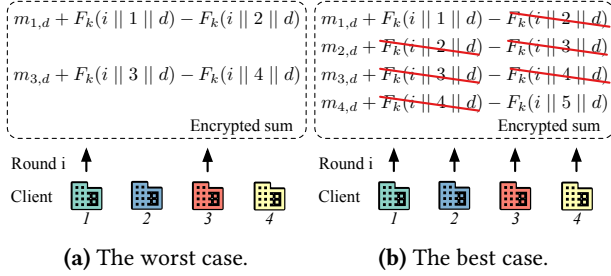 m_{1,d} + F_k(i || 1 || d) − F_k(i || 2 || d)
m_{3,d} + F_k(i || 3 || d) − F_k(i || 4 || d)
Encrypted sum
Round i
Client
1 2 3 4
(a) The worst case.
m_{1,d} + F_k(i || 1 || d) − F_k(i || 2 || d)
m_{2,d} + F_k(i || 2 || d) − F_k(i || 3 || d)
m_{3,d} + F_k(i || 3 || d) − F_k(i || 4 || d)
m_{4,d} + F_k(i || 4 || d) − F_k(i || 5 || d)
Encrypted sum
Round i
Client
1 2 3 4
(b) The best case.